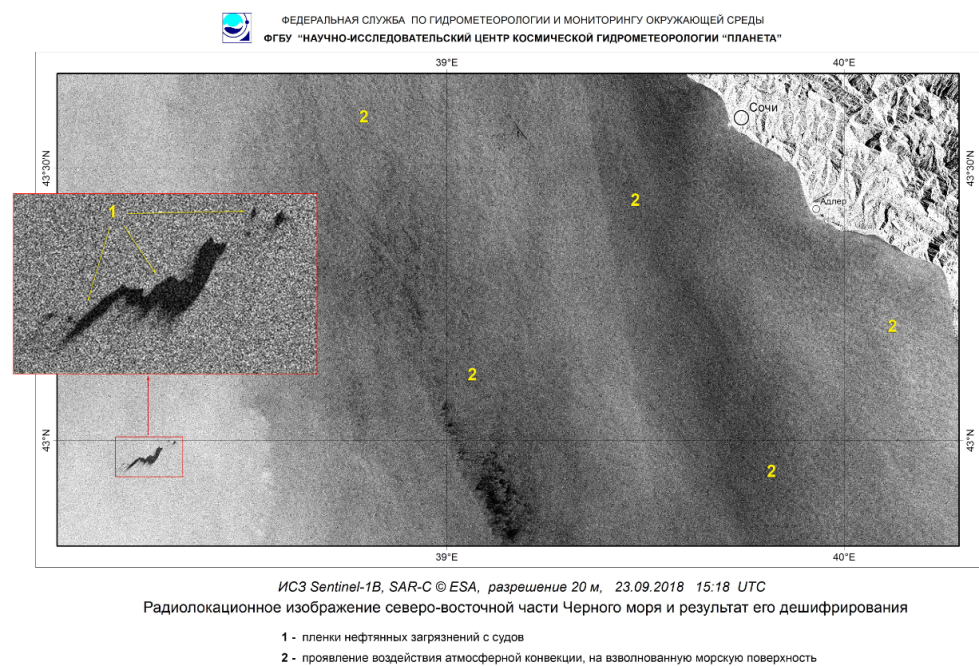 ФЕДЕРАЛЬНАЯ СЛУЖБА ПО ГИДРОМЕТЕОРОЛОГИИ И МОНИТОРИНГУ ОКРУЖАЮЩЕЙ СРЕДЫ
ФГБУ "НАУЧНО-ИССЛЕДОВАТЕЛЬСКИЙ ЦЕНТР КОСМИЧЕСКОЙ ГИДРОМЕТЕОРОЛОГИИ "ПЛАНЕТА"
39°E
40°E
Сочи
2
43°30'N
43°30'N
2
Адлер
1
2
2
43°N
43°N
2
39°E
40°E
ИСЗ Sentinel-1B, SAR-C © ESA, разрешение 20 м, 23.09.2018 15:18 UTC
Радиолокационное изображение северо-восточной части Черного моря и результат его дешифрирования
1 - пленки нефтянных загрязнений с судов
2 - проявление воздействия атмосферной конвекции, на взволнованную морскую поверхность